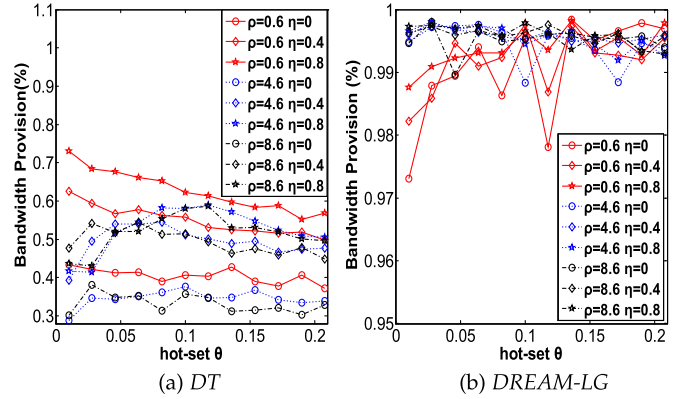 1.1
1
0.9
0.8
0.7
0.6
0.5
0.4
0.3
Bandwidth Provision(%)
0
0.05
0.1
0.15
0.2
hot-set θ
ρ=0.6 η=0
ρ=0.6 η=0.4
ρ=0.6 η=0.8
ρ=4.6 η=0
ρ=4.6 η=0.4
ρ=4.6 η=0.8
ρ=8.6 η=0
ρ=8.6 η=0.4
ρ=8.6 η=0.8
(a) DT
1
0.99
0.98
0.97
0.96
0.95
Bandwidth Provision (%)
0
0.05
0.1
0.15
0.2
hot-set θ
ρ=0.6 η=0
ρ=0.6 η=0.4
ρ=0.6 η=0.8
ρ=4.6 η=0
ρ=4.6 η=0.4
ρ=4.6 η=0.8
ρ=8.6 η=0
ρ=8.6 η=0.4
ρ=8.6 η=0.8
(b) DREAM-LG